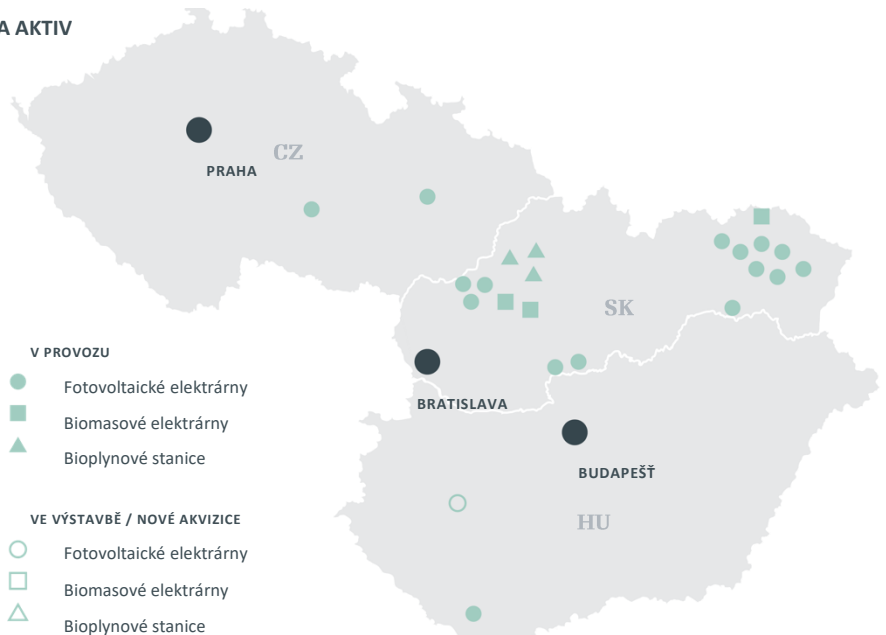 A AKTIV
CZ
PRAHA
SK
BRATISLAVA
BUDAPEŠŤ
HU
V PROVOZU
Fotovoltaické elektrárny
Biomasové elektrárny
Bioplynové stanice
VE VÝSTAVBĚ / NOVÉ AKVIZICE
Fotovoltaické elektrárny
Biomasové elektrárny
Bioplynové stanice